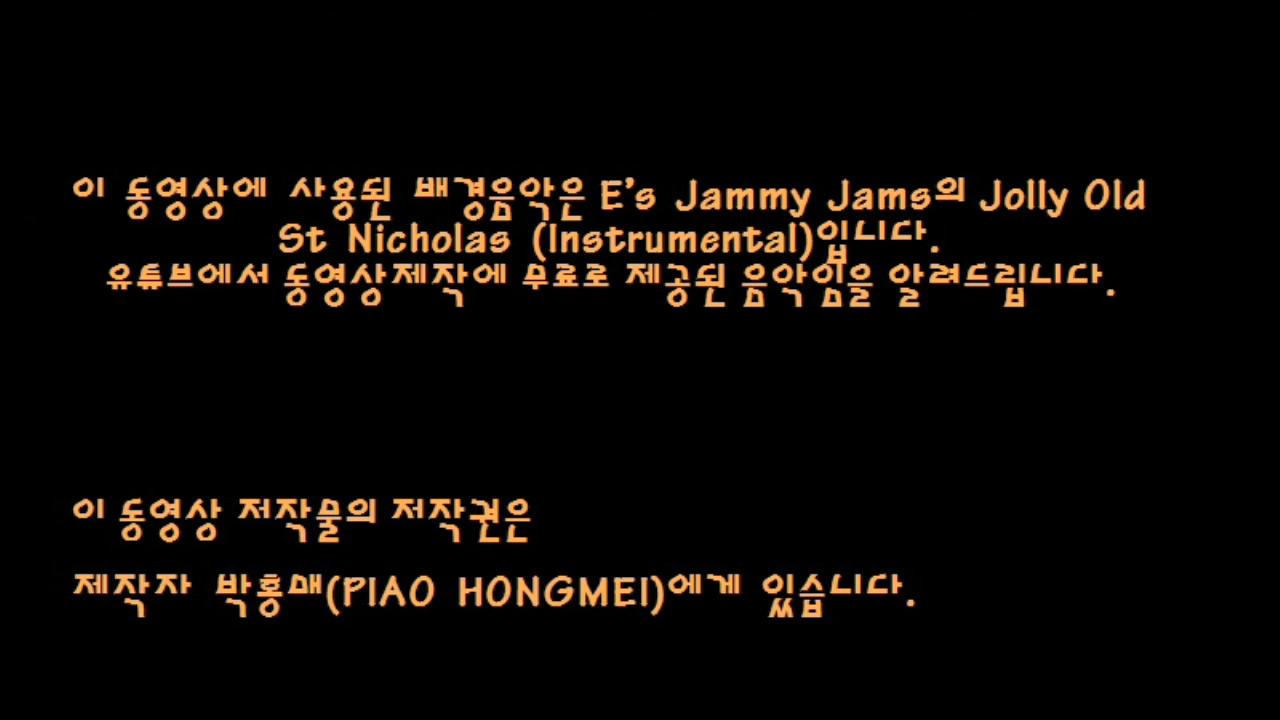 이 동영상에 사용된 배경음악은 E's Jammy Jams의 Jolly Old
St Nicholas (Instrumental)입니다.
유튜브에서 동영상제작에 무료로 제공된 음악임을 알려드립니다.
이 동영상 저작물의 저작권은
제작자 박홍매(PIAO HONGMEI)에게 있습니다.